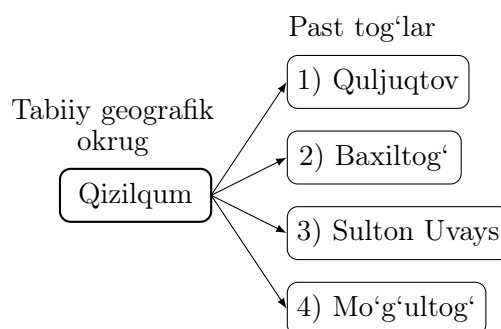 Past tog‘lar
Tabiiy geografik
okrug
Qizilqum
1) Quljuqtov
2) Baxiltog‘
3) Sulton Uvays
4) Mo‘g‘ultog‘